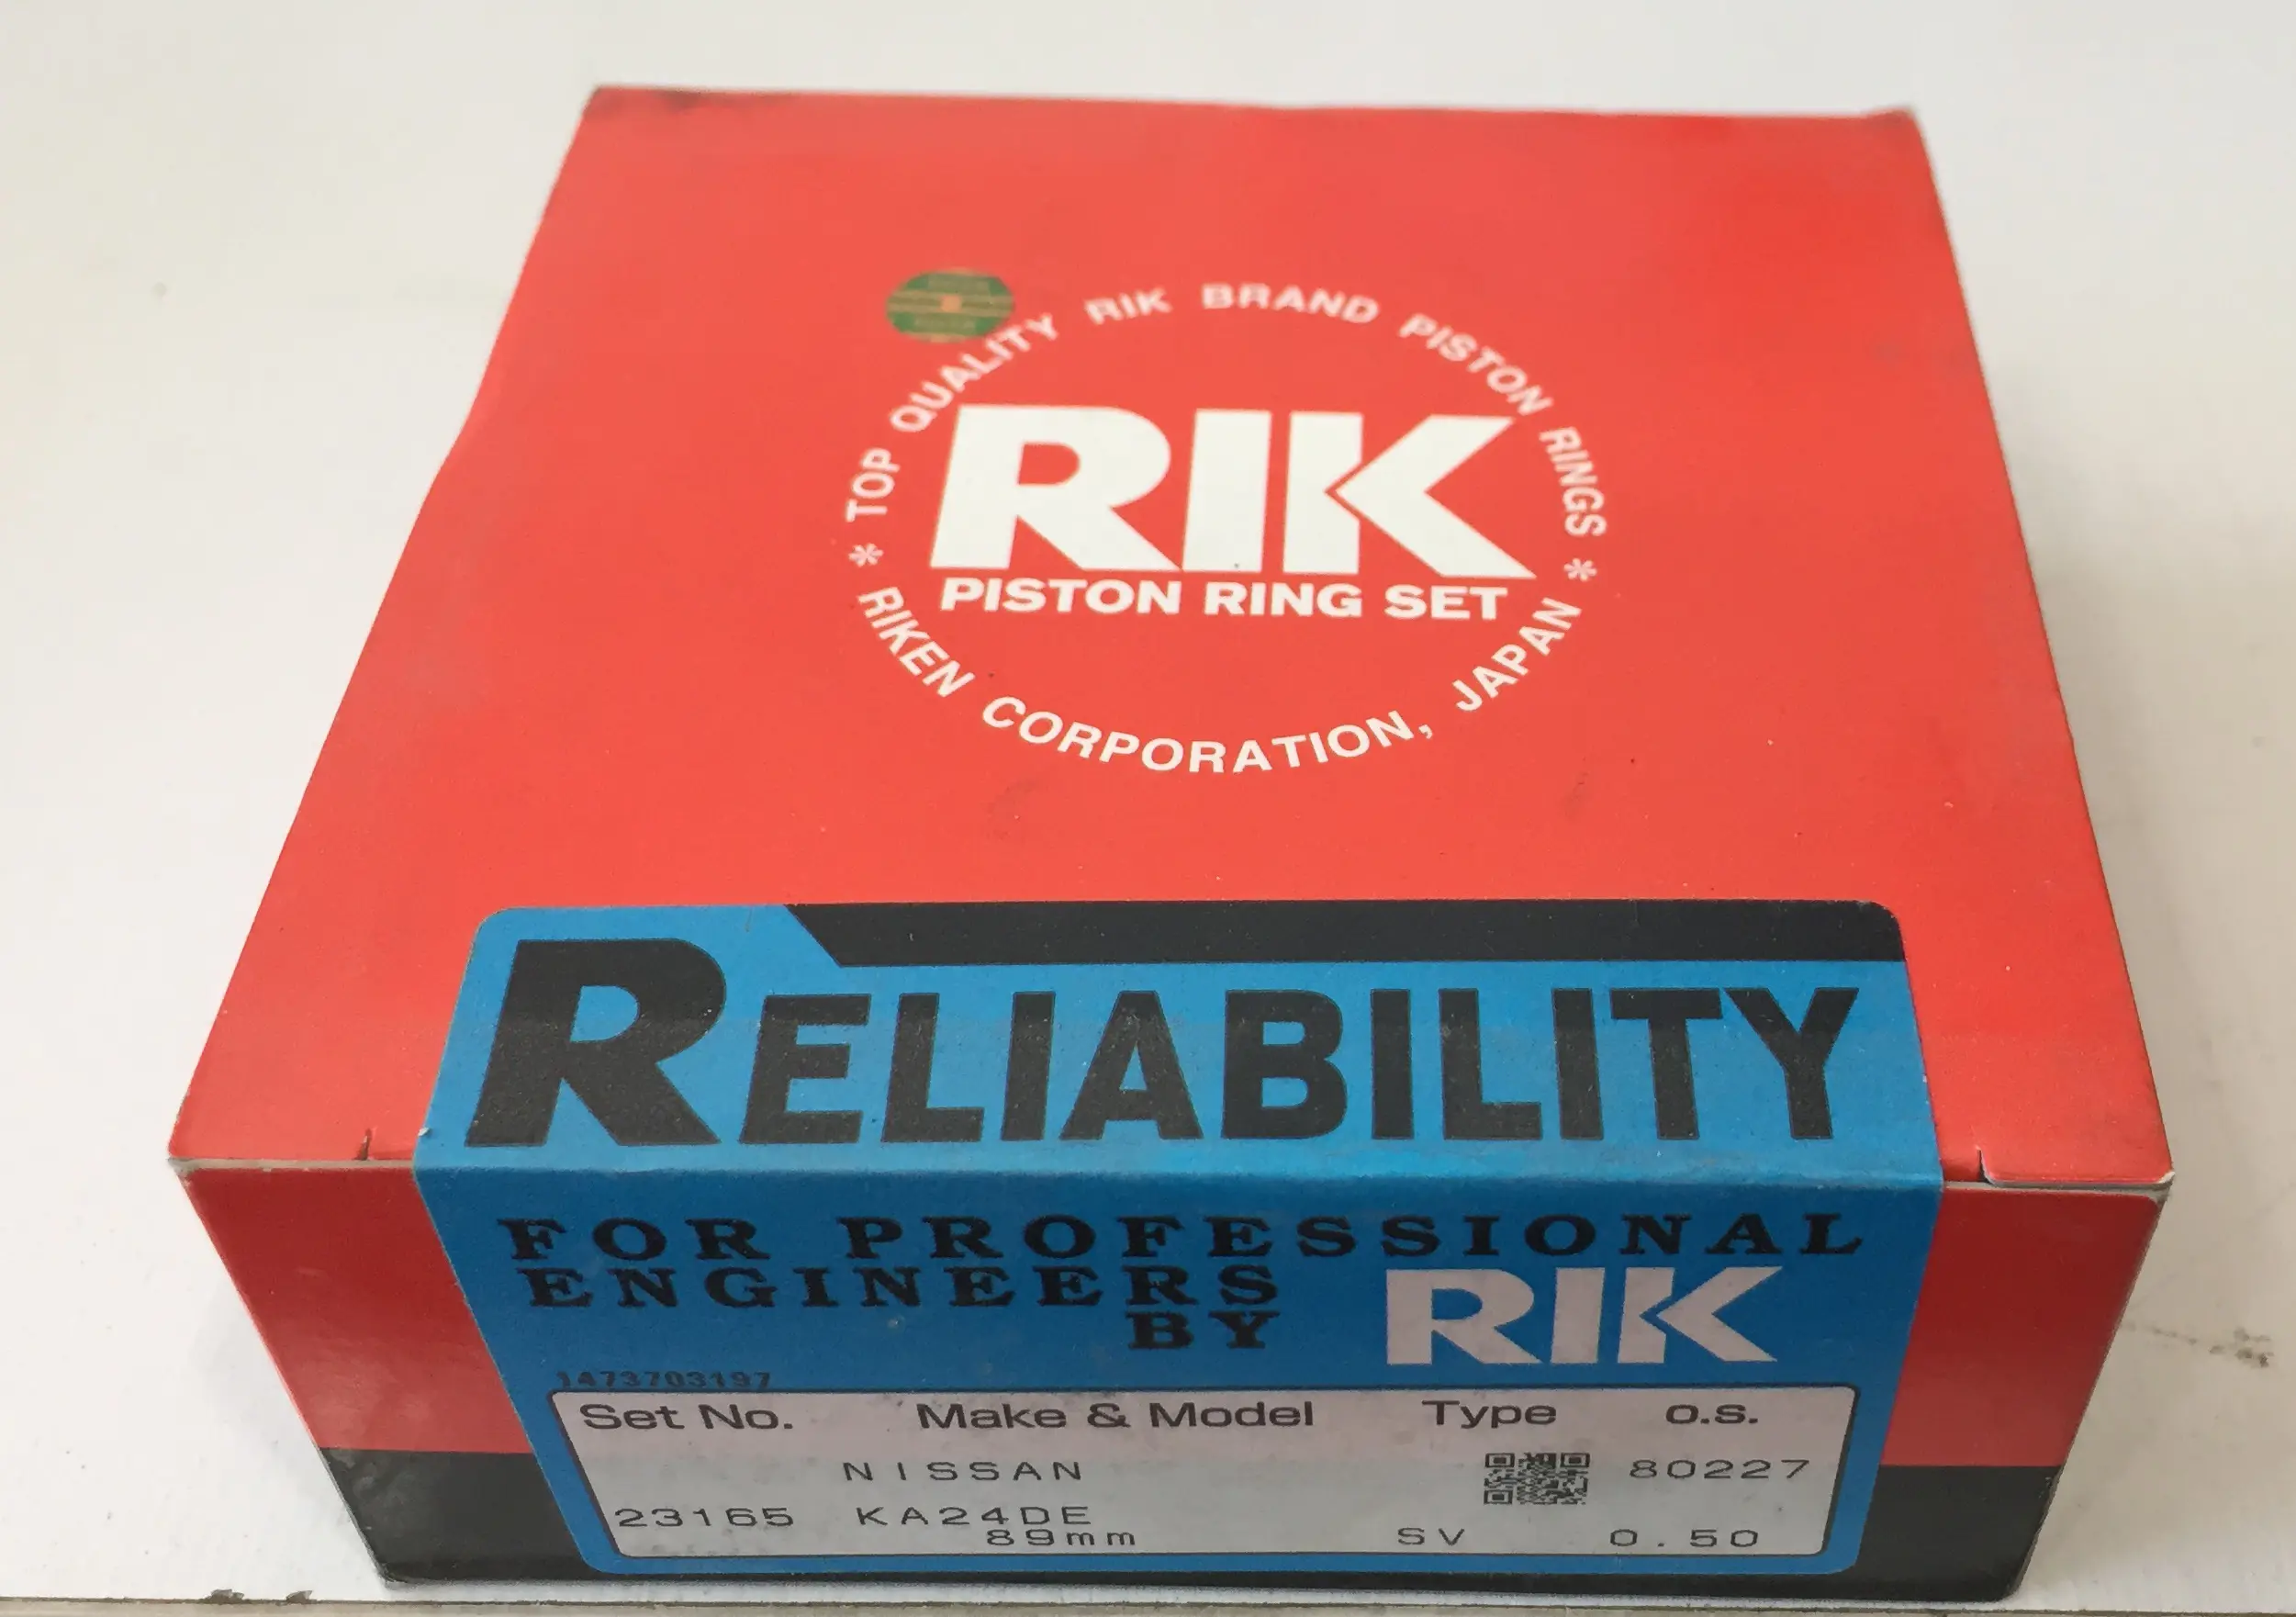 * TOP QUALITY RIK BRAND PISTON RINGS *
RIK
PISTON RING SET
RIKEN CORPORATION, JAPAN
RELIABILITY
FOR PROFESSIONAL
ENGINEERS
BY RIK
1473703197
Set No. Make & Model Type O.S.
NISSAN 80227
23165 KA24DE
89mm SV 0.50